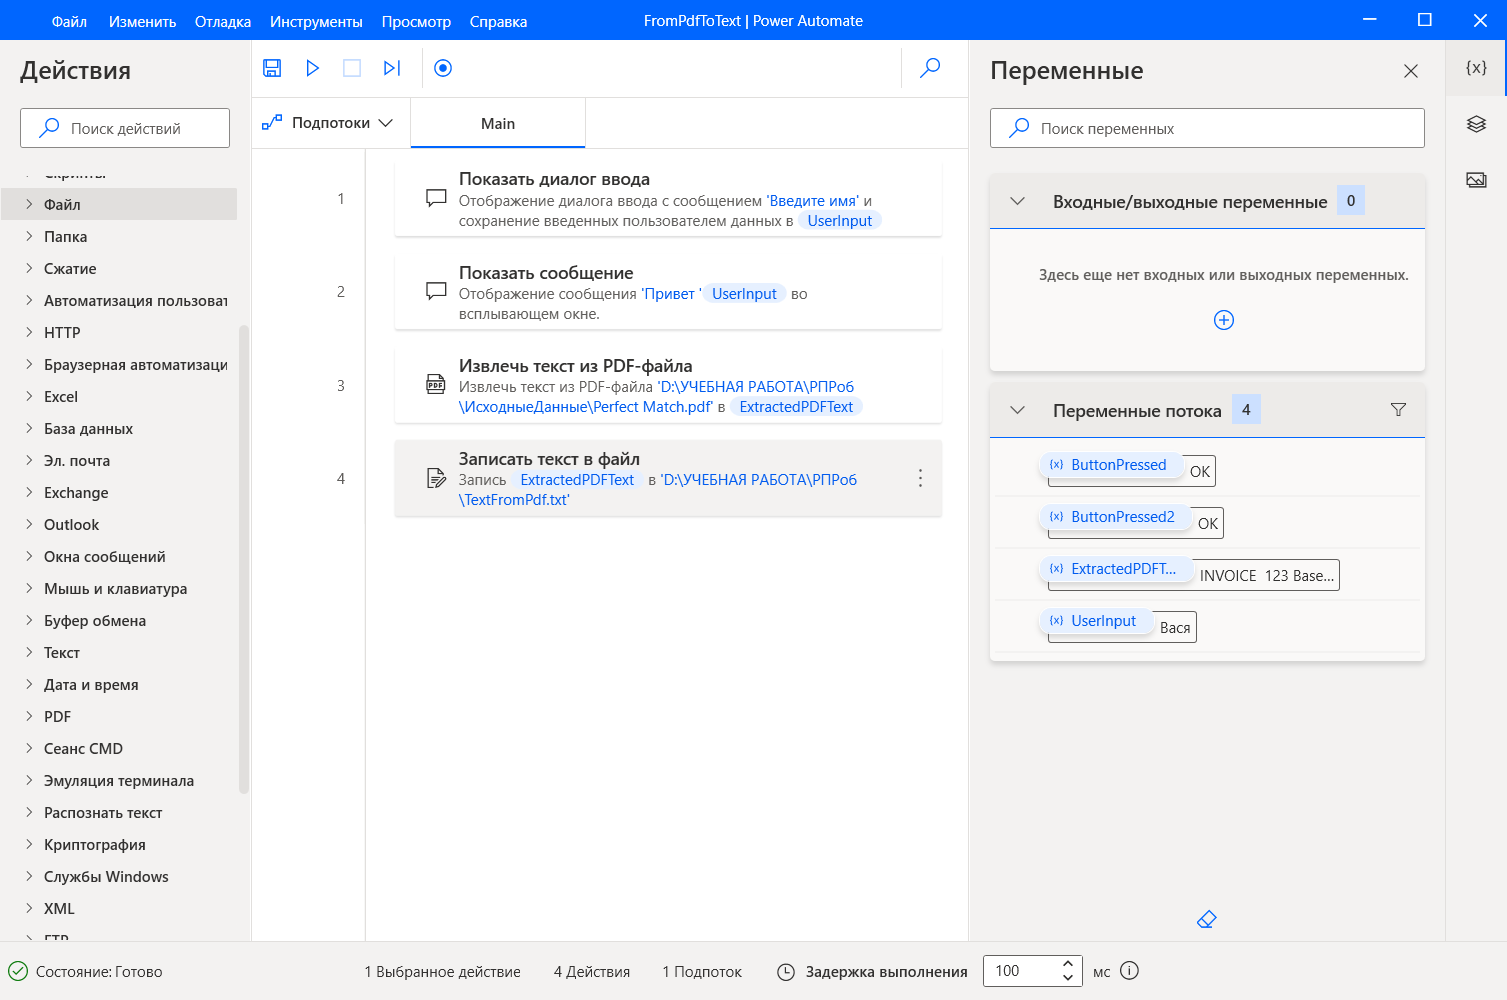 Файл Изменить Отладка Инструменты Просмотр Справка FromPdfToText | Power Automate
Действия
Поиск действий
Скрипты
Файл
Папка
Сжатие
Автоматизация пользоват
HTTP
Браузерная автоматизаци
Excel
База данных
Эл. почта
Exchange
Outlook
Окна сообщений
Мышь и клавиатура
Буфер обмена
Текст
Дата и время
PDF
Сеанс CMD
Эмуляция терминала
Распознать текст
Криптография
Службы Windows
XML
FTP
Подпотоки Main
1 Показать диалог ввода
Отображение диалога ввода с сообщением 'Введите имя' и
сохранение введенных пользователем данных в UserInput
2 Показать сообщение
Отображение сообщения 'Привет ' UserInput во
всплывающем окне.
3 Извлечь текст из PDF-файла
PDF
Извлечь текст из PDF-файла 'D:\УЧЕБНАЯ РАБОТА\РПРоб
\ИсходныеДанные\Perfect Match.pdf' в ExtractedPDFText
4 Записать текст в файл
Запись ExtractedPDFText в 'D:\УЧЕБНАЯ РАБОТА\РПРоб
\TextFromPdf.txt'
Переменные
{x}
Поиск переменных
Входные/выходные переменные 0
Здесь еще нет входных или выходных переменных.
Переменные потока 4
{x} ButtonPressed OK
{x} ButtonPressed2 OK
{x} ExtractedPDFT... INVOICE 123 Base...
{x} UserInput Вася
Состояние: Готово 1 Выбранное действие 4 Действия 1 Подпоток Задержка выполнения 100 мс